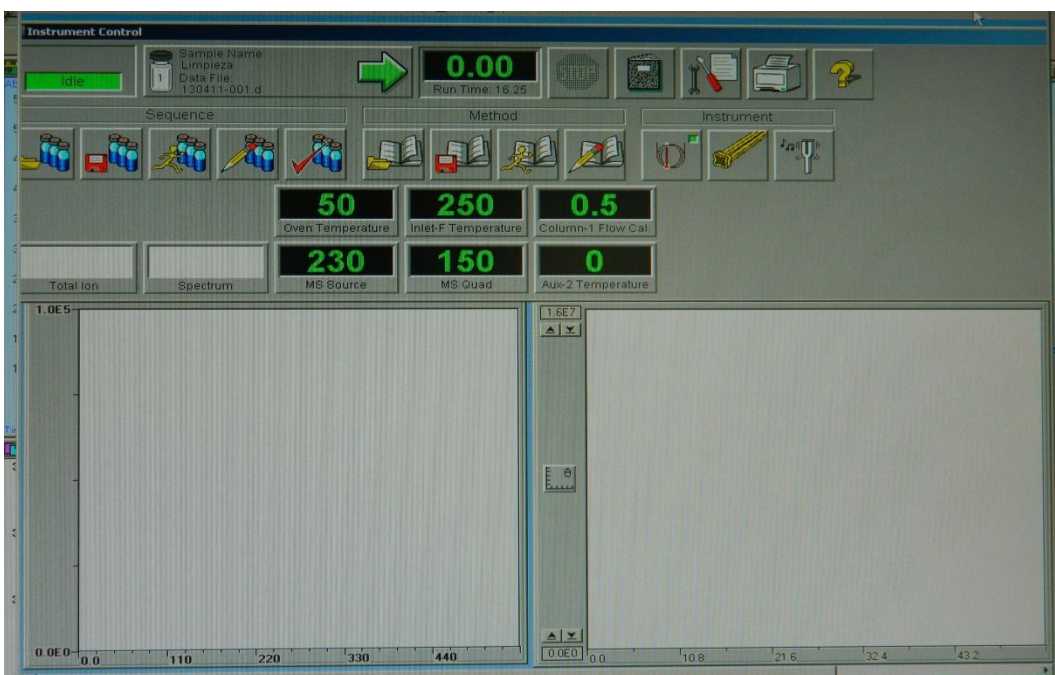 Instrument Control
Idle
1
Sample Name:
Limpieza
Data File:
130411-001.d
0.00
Run Time: 16.25
STOP
Sequence
Method
Instrument
50
Oven Temperature
250
Inlet-F Temperature
0.5
Column-1 Flow Cal.
Total Ion
Spectrum
230
MS Source
150
MS Quad
0
Aux-2 Temperature
1.0E5
0.0E0
0.0 110 220 330 440
1.6E7
0.0E0
0.0 10.8 21.6 32.4 43.2